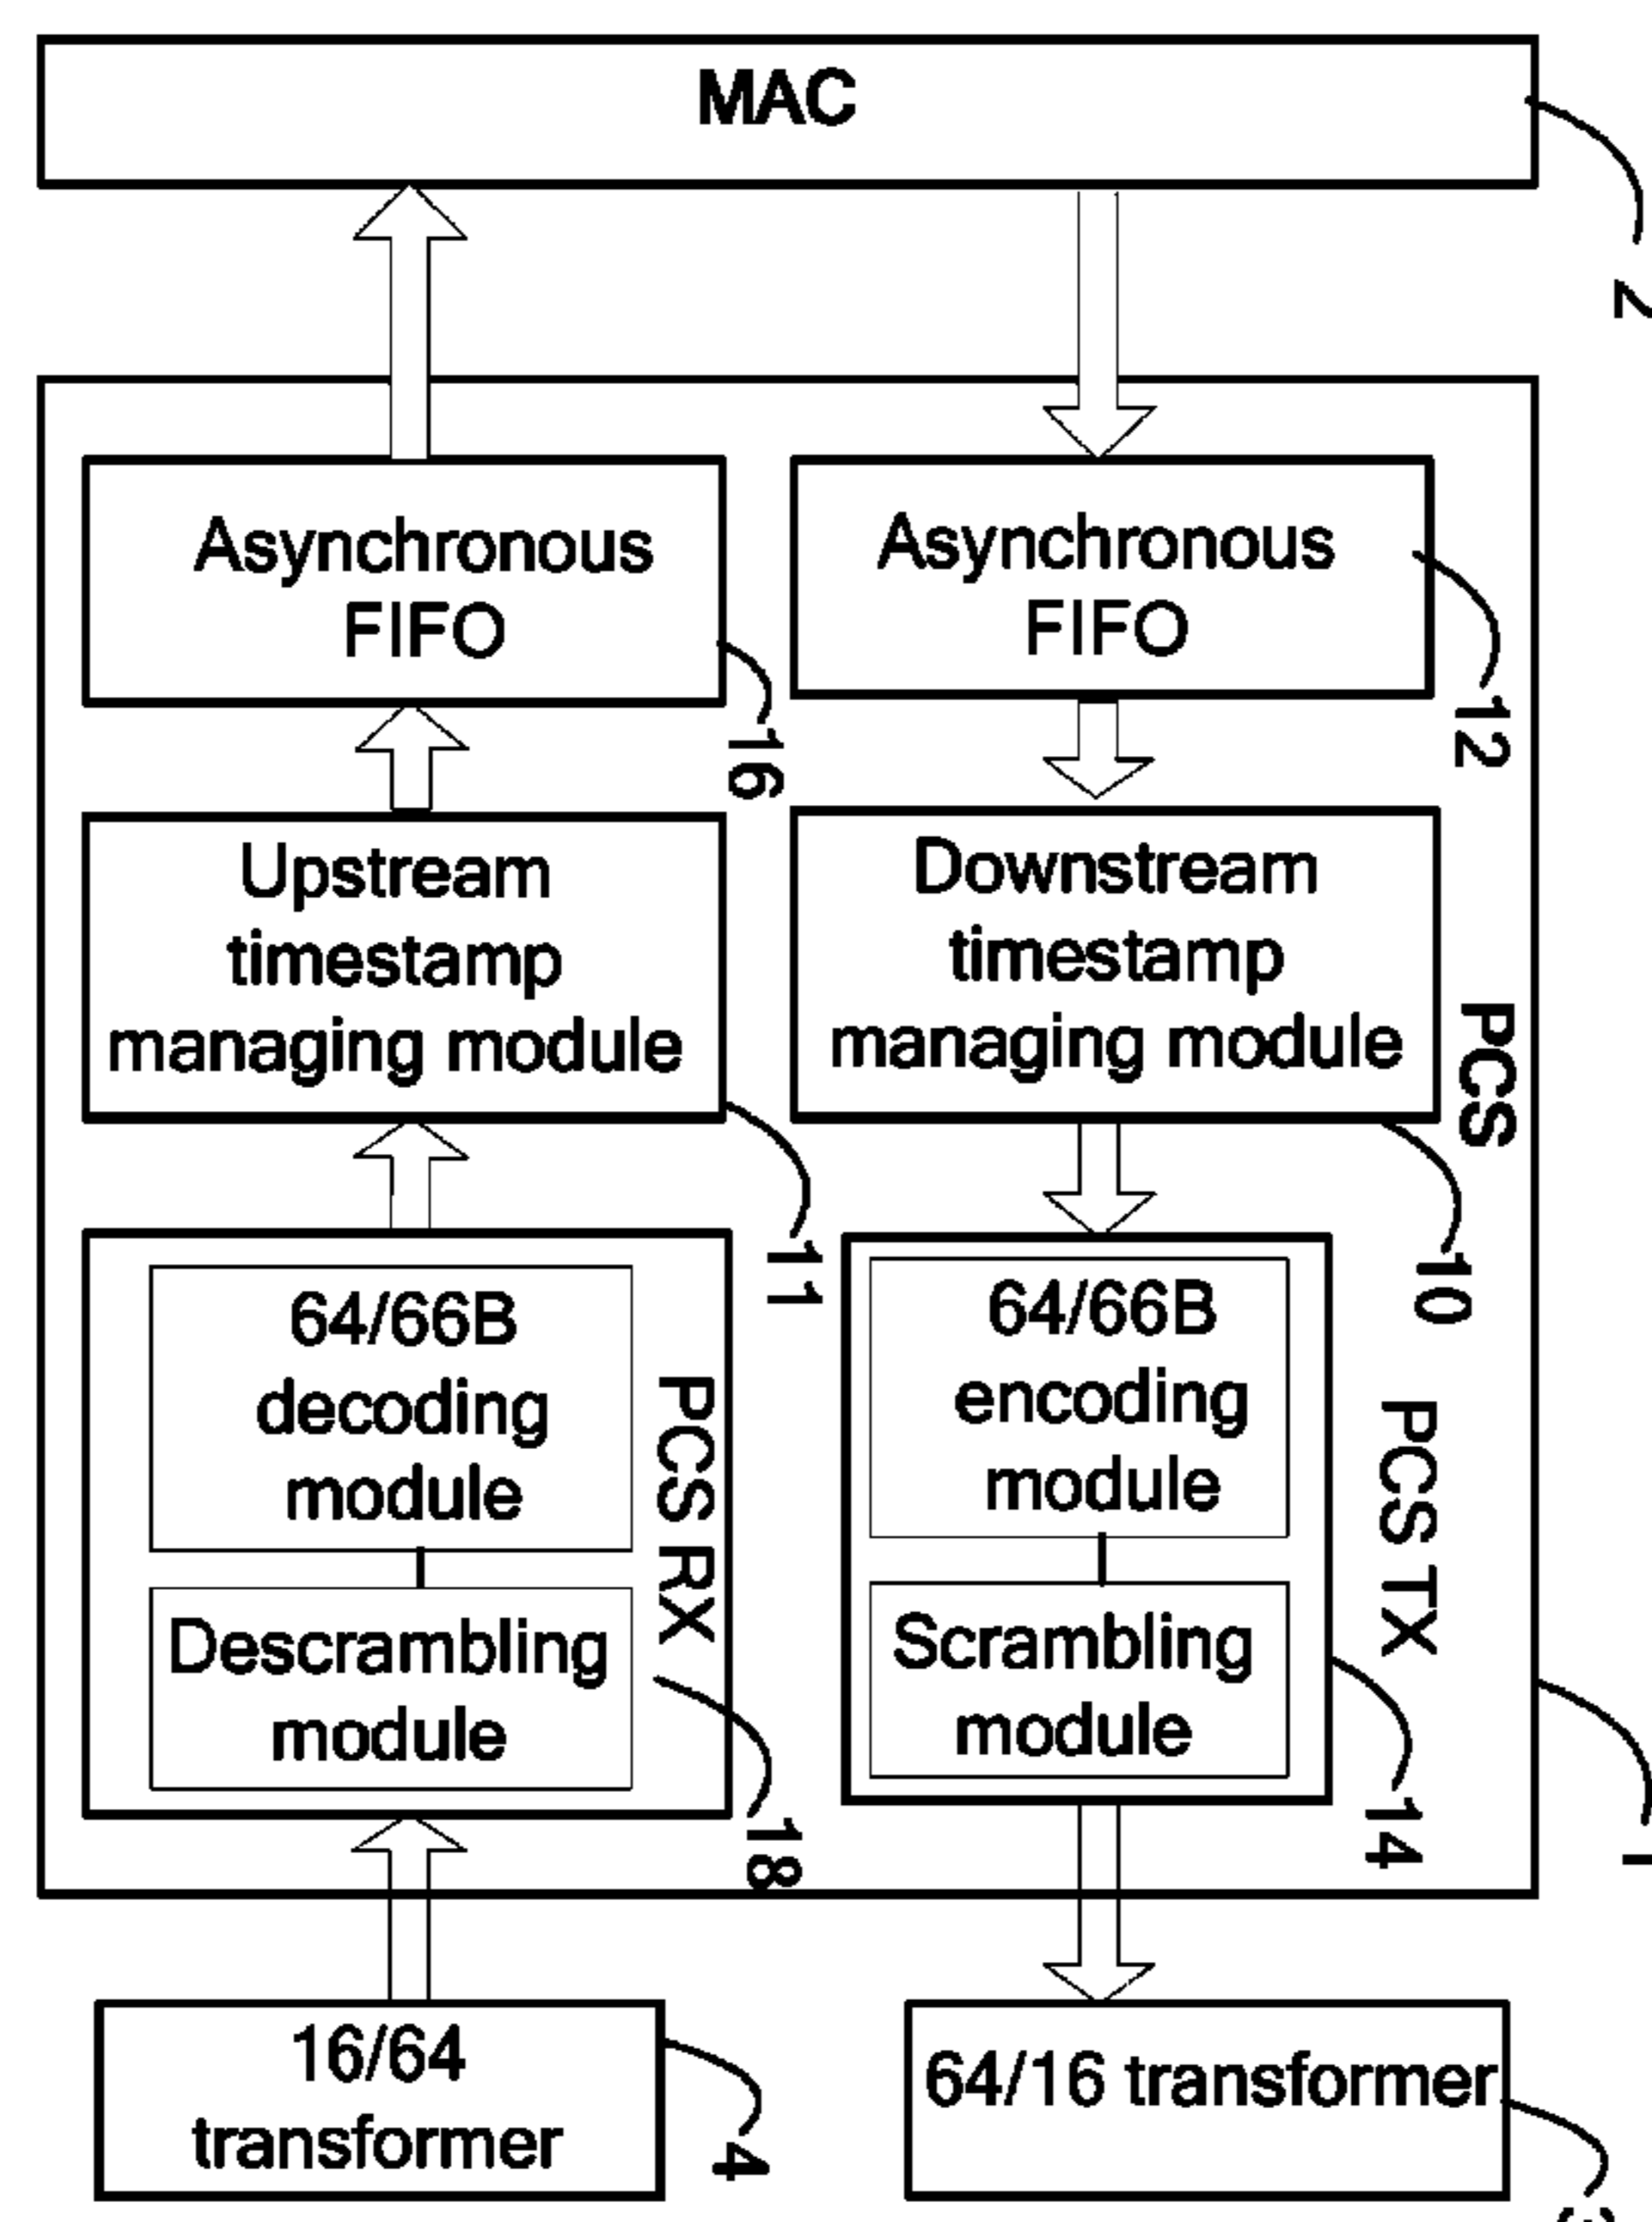 MAC
2
Asynchronous
FIFO
16
Asynchronous
FIFO
12
Upstream
timestamp
managing module
11
Downstream
timestamp
managing module
10
PCS
64/66B
decoding
module
Descrambling
module
PCS RX
18
64/66B
encoding
module
Scrambling
module
PCS TX
14
1
16/64
transformer
4
64/16 transformer